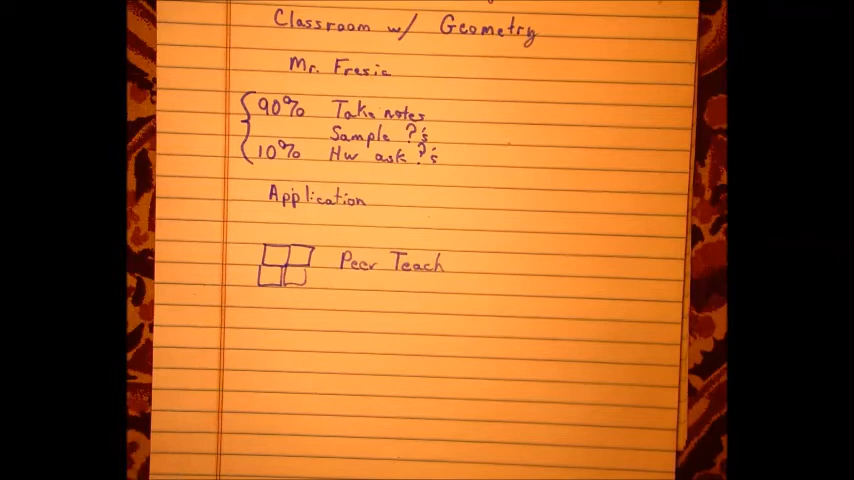 Classroom w/ Geometry
Mr. Fresia
90% Take notes
Sample ?'s
10% Hw ask ?'s
Application
Peer Teach